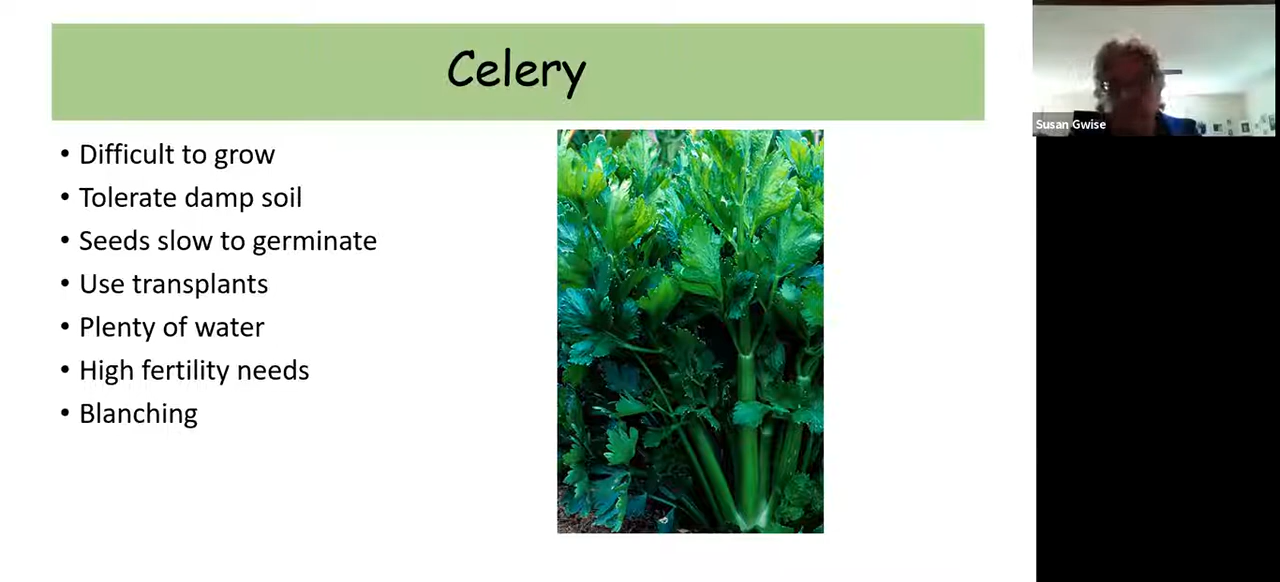 Celery
• Difficult to grow
• Tolerate damp soil
• Seeds slow to germinate
• Use transplants
• Plenty of water
• High fertility needs
• Blanching
Susan Gwise